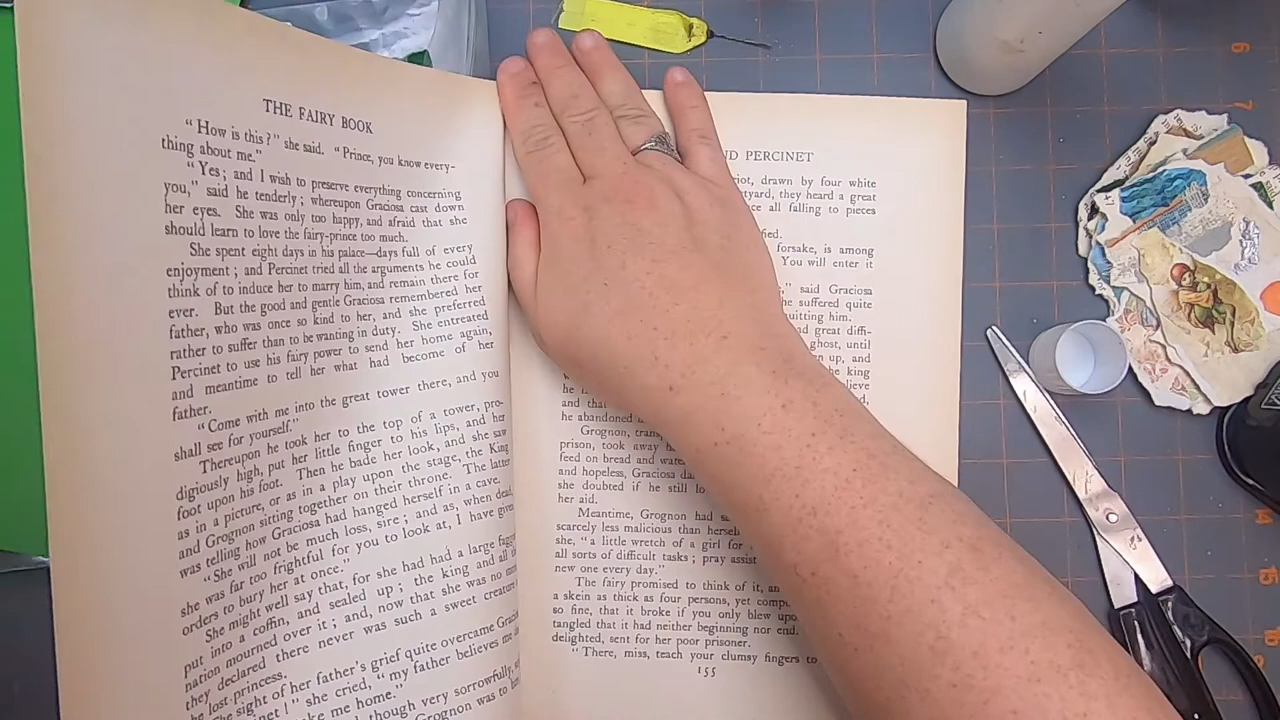 THE FAIRY BOOK
“ How is this ? ” she said. “ Prince, you know every-
thing about me.”
“ Yes ; and I wish to preserve everything concerning
you,” said he tenderly ; whereupon Graciosa cast down
her eyes. She was only too happy, and afraid that she
should learn to love the fairy-prince too much.
She spent eight days in his palace—days full of every
enjoyment ; and Percinet tried all the arguments he could
think of to induce her to marry him, and remain there for
ever. But the good and gentle Graciosa remembered her
father, who was once so kind to her, and she preferred
rather to suffer than to be wanting in duty. She entreated
Percinet to use his fairy power to send her home again,
and meantime to tell her what had become of her
father.
“ Come with me into the great tower there, and you
shall see for yourself.”
Thereupon he took her to the top of a tower, pro-
digiously high, put her little finger to his lips, and her
foot upon his foot. Then he bade her look, and she saw
as in a picture, or as in a play upon the stage, the King
and Grognon sitting together on their throne. The latter
was telling how Graciosa had hanged herself in a cave.
“ She will not be much loss, sire ; and as, when dead,
she was far too frightful for you to look at, I have given
orders to bury her at once.”
She might well say that, for she had had a large faggot
put into a coffin, and sealed up ; the king and all
nation mourned over it ; and, now that she was no
they declared there never was such a sweet creature
lost princess.
sight of her father's grief quite overcame
! ” she cried, “ my father believes me
me home.”
though very sorrowfully,
Grognon was to
PERCINET
drawn by four white
they heard a great
all falling to pieces
forsake, is among
You will enter it
” said Graciosa
suffered quite
quitting him.
great diffi-
ghost, until
up, and
king
he
and that
he abandoned
Grognon,
prison, took away
feed on bread and
and hopeless, Graciosa
she doubted if he still
her aid.
Meantime, Grognon had
scarcely less malicious than
she, “ a little wretch of a girl for
all sorts of difficult tasks ; pray assist
new one every day.”
The fairy promised to think of it,
a skein as thick as four persons, yet
so fine, that it broke if you only blew
tangled that it had neither beginning nor end.
delighted, sent for her poor prisoner.
“ There, miss, teach your clumsy fingers to
155
6
7
14
15
16